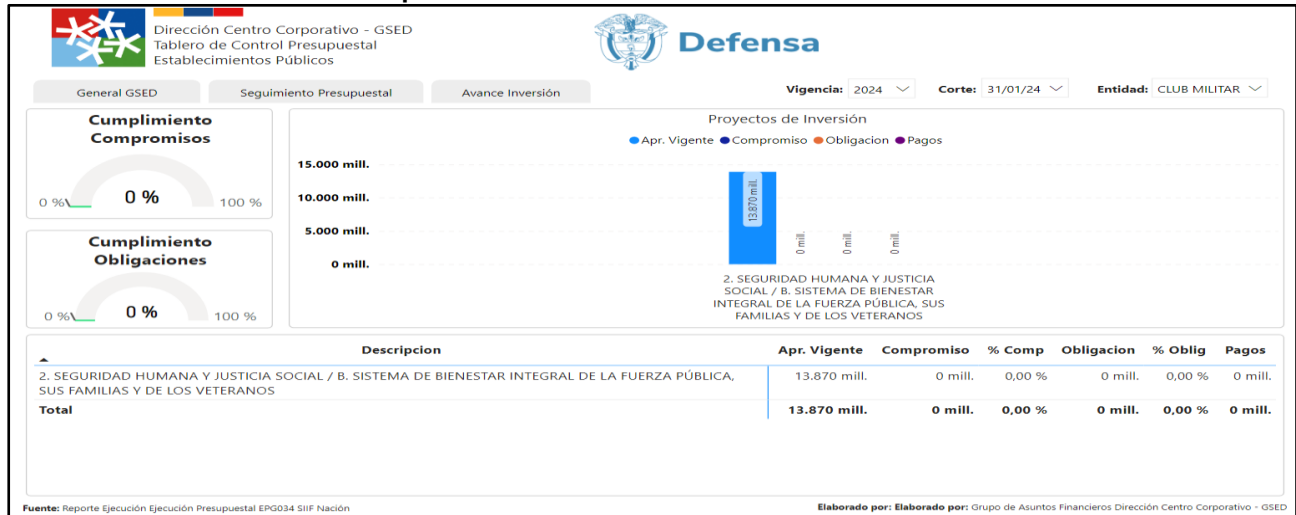 Dirección Centro Corporativo - GSED
Tablero de Control Presupuestal
Establecimientos Públicos
Defensa
General GSED
Seguimiento Presupuestal
Avance Inversión
Vigencia: 2024
Corte: 31/01/24
Entidad: CLUB MILITAR
Cumplimiento
Compromisos
0 %
0 %
100 %
Cumplimiento
Obligaciones
0 %
0 %
100 %
Proyectos de Inversión
Apr. Vigente Compromiso Obligacion Pagos
15.000 mill.
10.000 mill.
5.000 mill.
0 mill.
13.870 mill.
0 mill.
0 mill.
0 mill.
2. SEGURIDAD HUMANA Y JUSTICIA
SOCIAL / B. SISTEMA DE BIENESTAR
INTEGRAL DE LA FUERZA PÚBLICA, SUS
FAMILIAS Y DE LOS VETERANOS
Descripcion Apr. Vigente Compromiso % Comp Obligacion % Oblig Pagos
2. SEGURIDAD HUMANA Y JUSTICIA SOCIAL / B. SISTEMA DE BIENESTAR INTEGRAL DE LA FUERZA PÚBLICA, 13.870 mill. 0 mill. 0,00 % 0 mill. 0,00 % 0 mill.
SUS FAMILIAS Y DE LOS VETERANOS
Total 13.870 mill. 0 mill. 0,00 % 0 mill. 0,00 % 0 mill.
Fuente: Reporte Ejecución Ejecución Presupuestal EPG034 SIIF Nación
Elaborado por: Elaborado por: Grupo de Asuntos Financieros Dirección Centro Corporativo - GSED